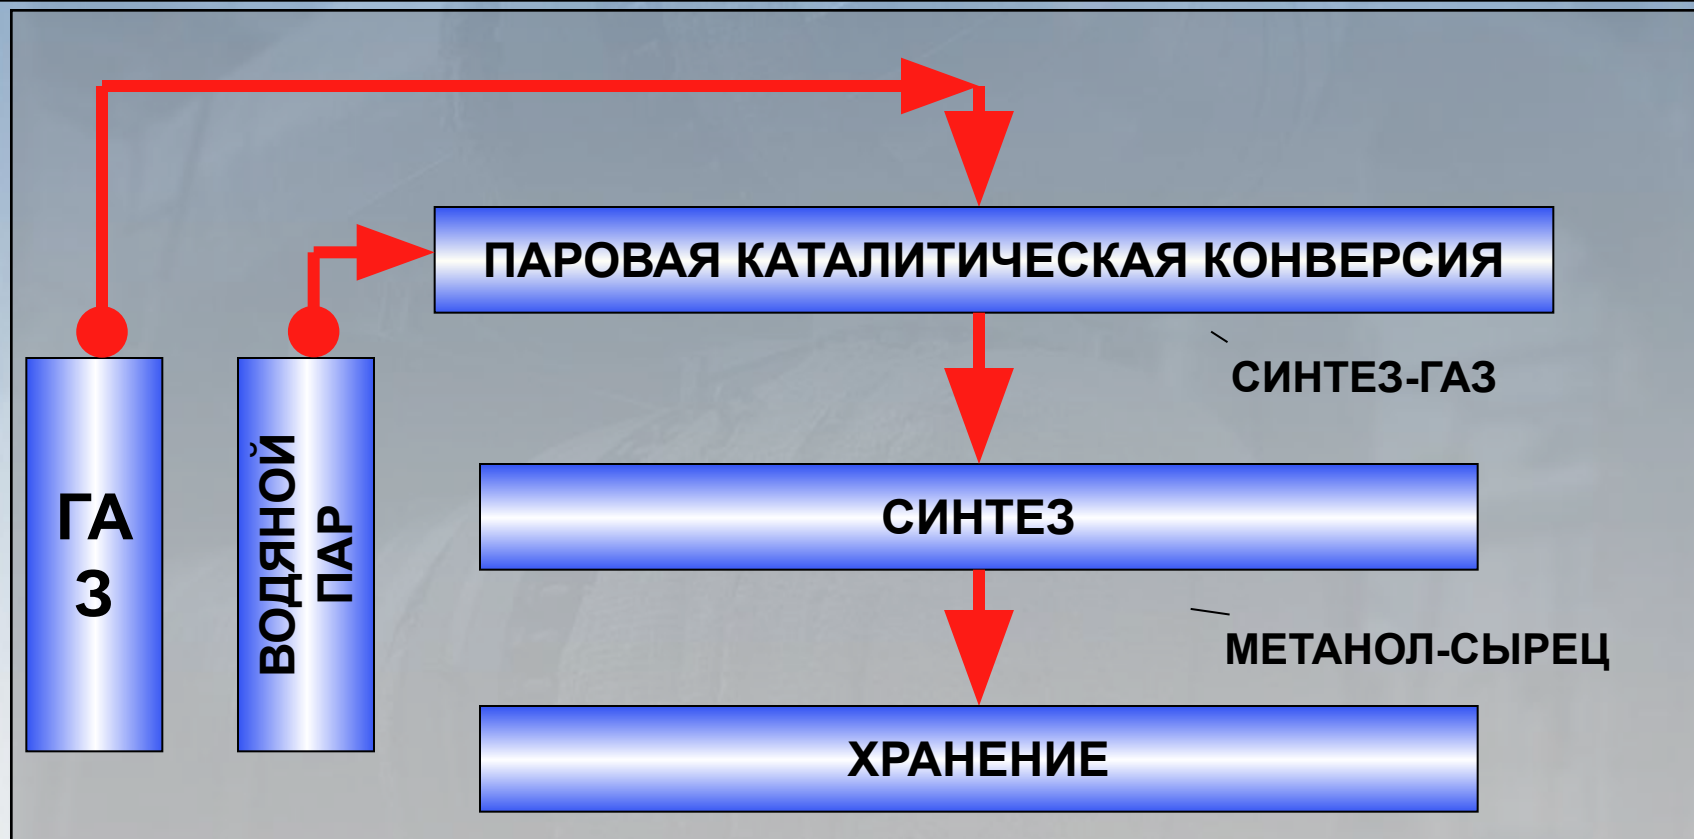 ПАРОВАЯ КАТАЛИТИЧЕСКАЯ КОНВЕРСИЯ
СИНТЕЗ-ГАЗ
ГА
З
ВОДЯНОЙ
ПАР
СИНТЕЗ
МЕТАНОЛ-СЫРЕЦ
ХРАНЕНИЕ